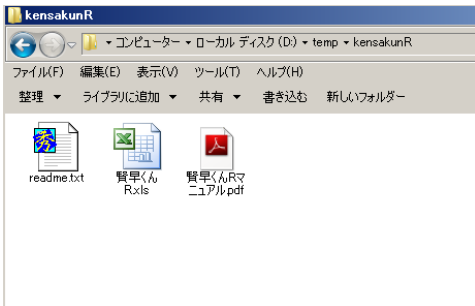 kensakunR
コンピューター ローカル ディスク (D:) temp kensakunR
ファイル(F) 編集(E) 表示(V) ツール(T) ヘルプ(H)
整理 ライブラリに追加 共有 書き込む 新しいフォルダー
秀
readme.txt 賢早くん 賢早くんRマ
R.xls ニュアル.pdf